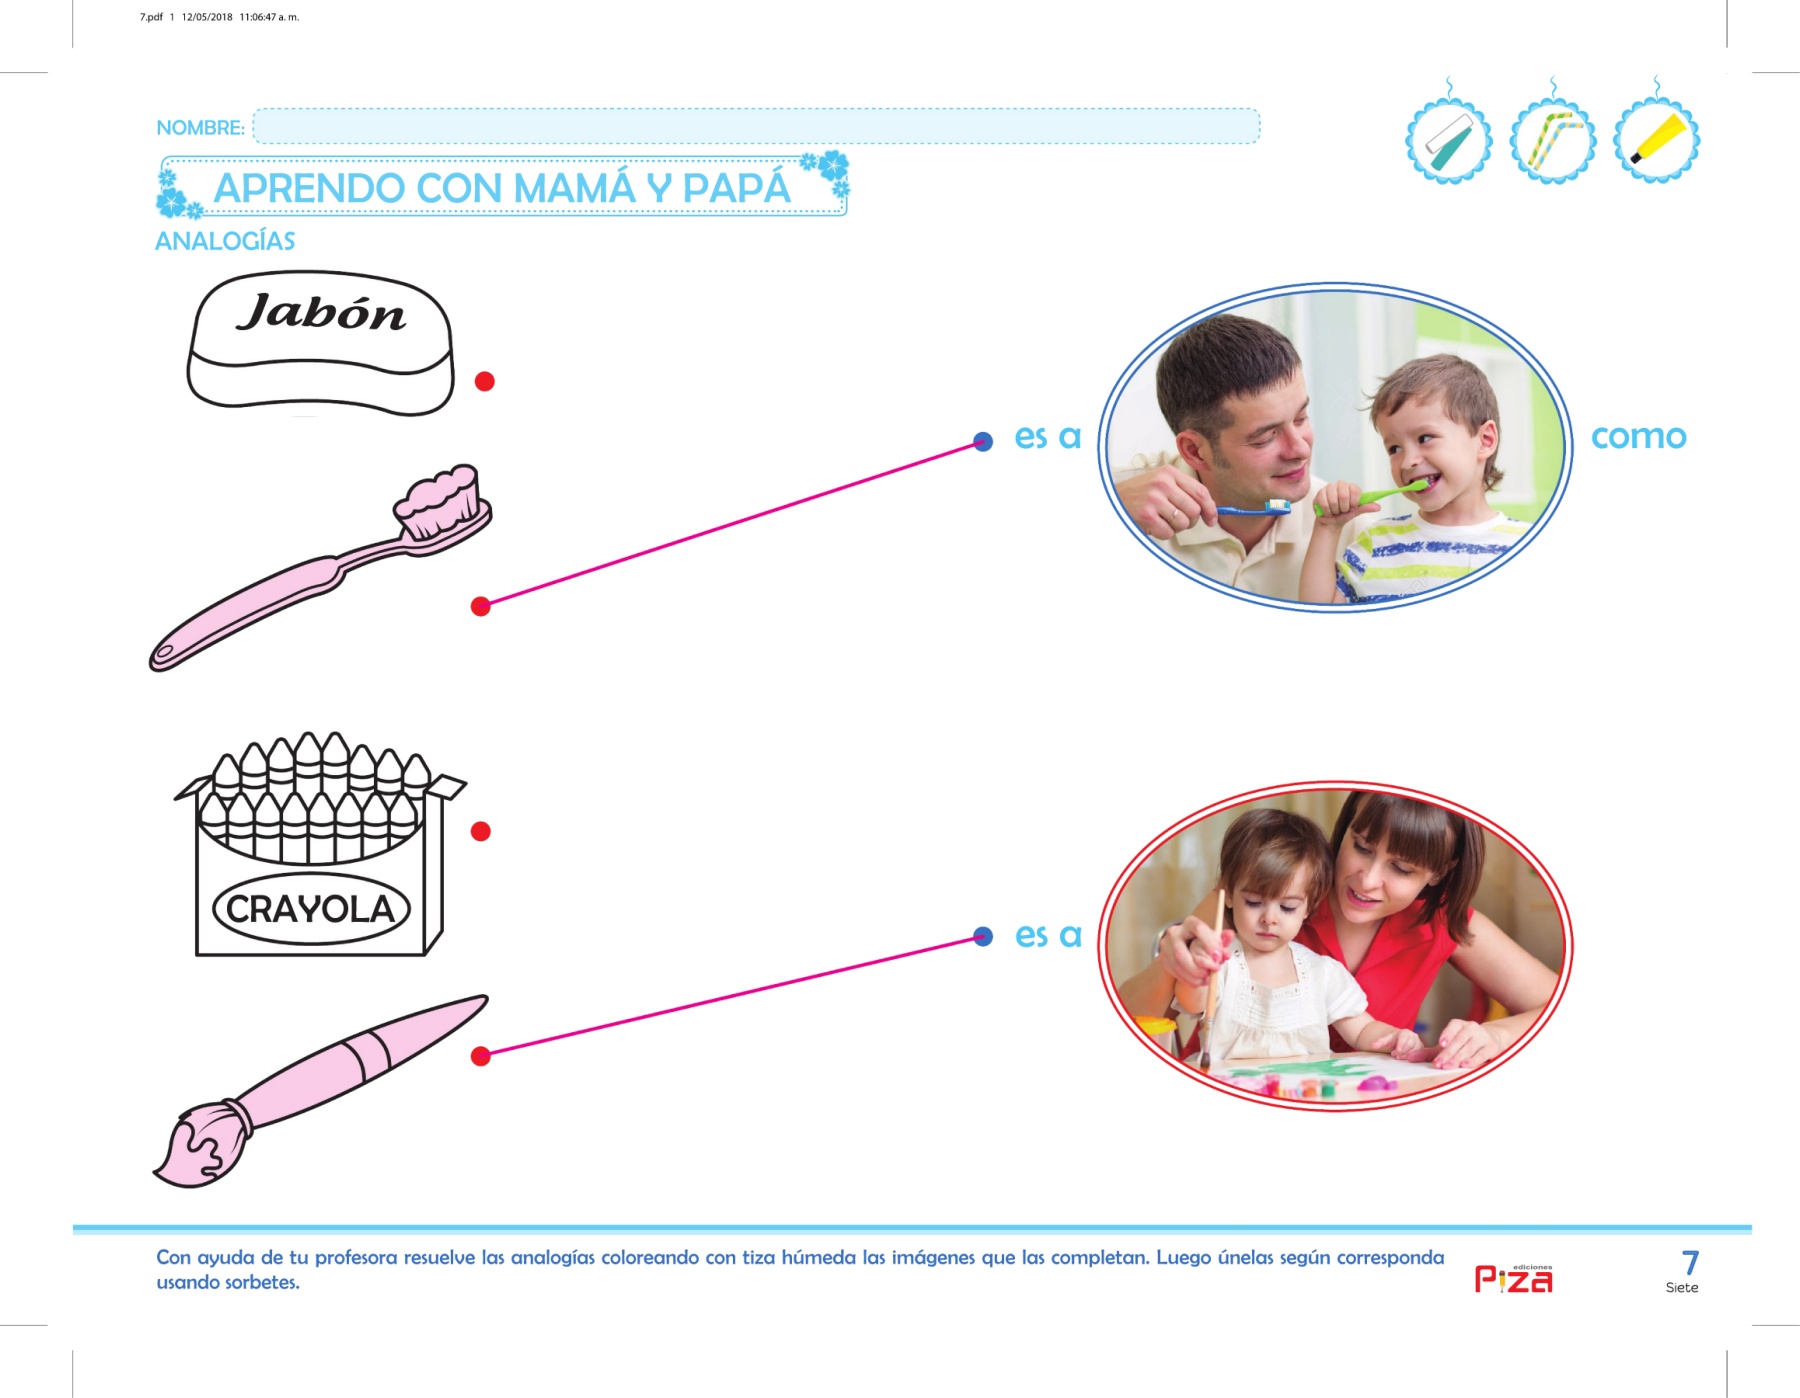 7.pdf 1 12/05/2018 11:06:47 a. m.
NOMBRE:
APRENDO CON MAMÁ Y PAPÁ
ANALOGÍAS
Jabón
es a
como
CRAYOLA
es a
Con ayuda de tu profesora resuelve las analogías coloreando con tiza húmeda las imágenes que las completan. Luego únelas según corresponda
usando sorbetes.
ediciones
Piza
7
Siete